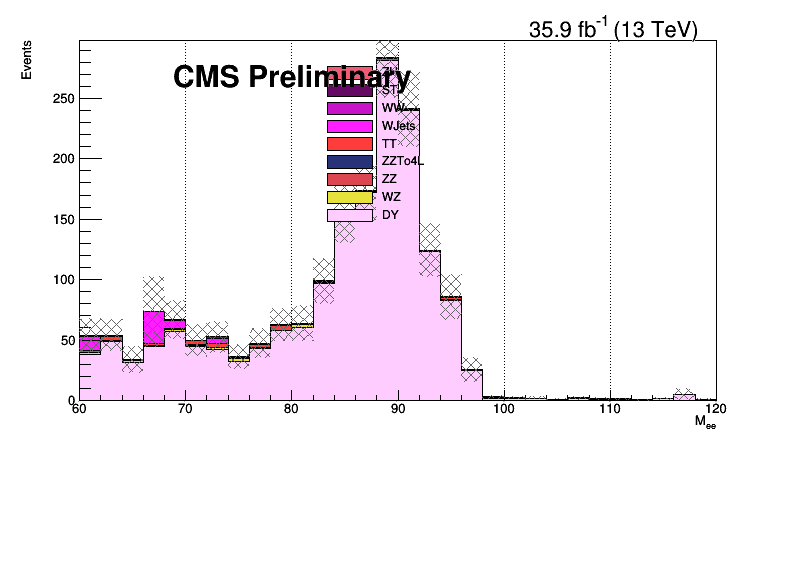 35.9 fb-1 (13 TeV)
Events
CMS Preliminary
ST
WW
WJets
TT
ZZTo4L
ZZ
WZ
DY
250
200
150
100
50
0
60 70 80 90 100 110 120
Mee